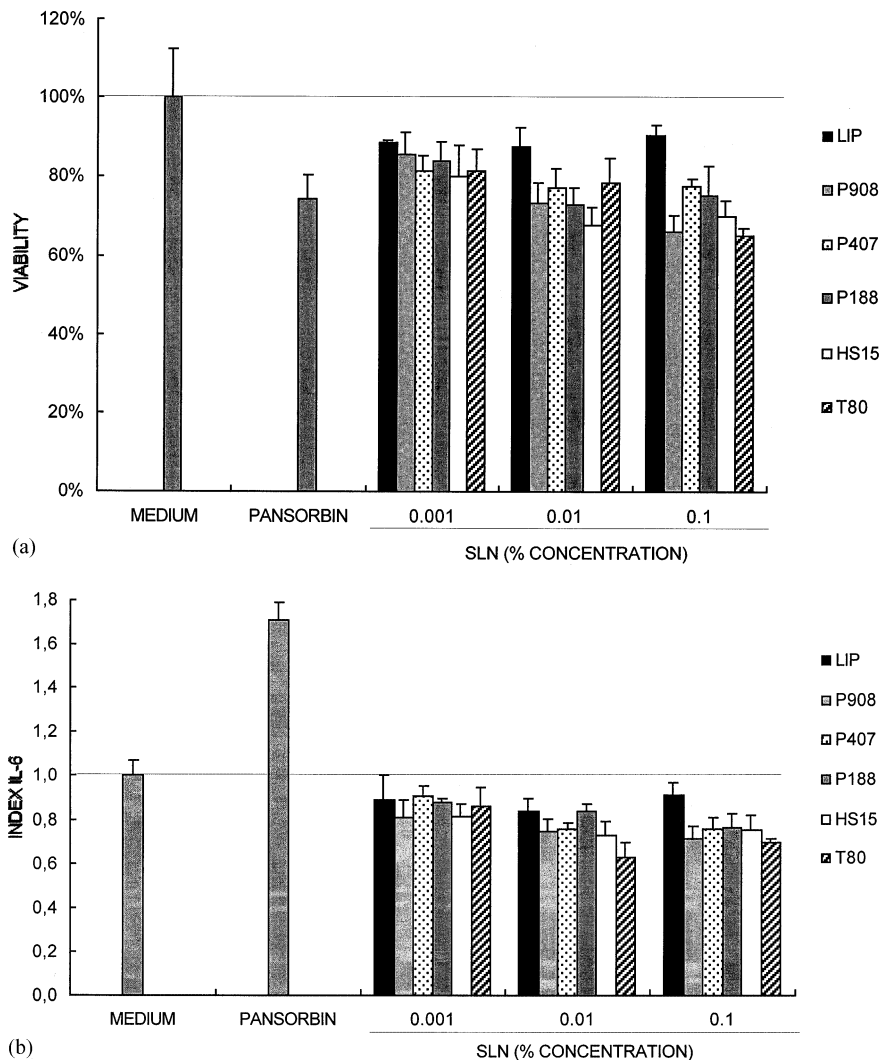 120%
100%
80%
60%
40%
20%
0%
VIABILITY
MEDIUM PANSORBIN 0.001 0.01 0.1
SLN (% CONCENTRATION)
LIP
P908
P407
P188
HS15
T80
(a)
1,8
1,6
1,4
1,2
1,0
0,8
0,6
0,4
0,2
0,0
INDEX IL-6
MEDIUM PANSORBIN 0.001 0.01 0.1
SLN (% CONCENTRATION)
LIP
P908
P407
P188
HS15
T80
(b)